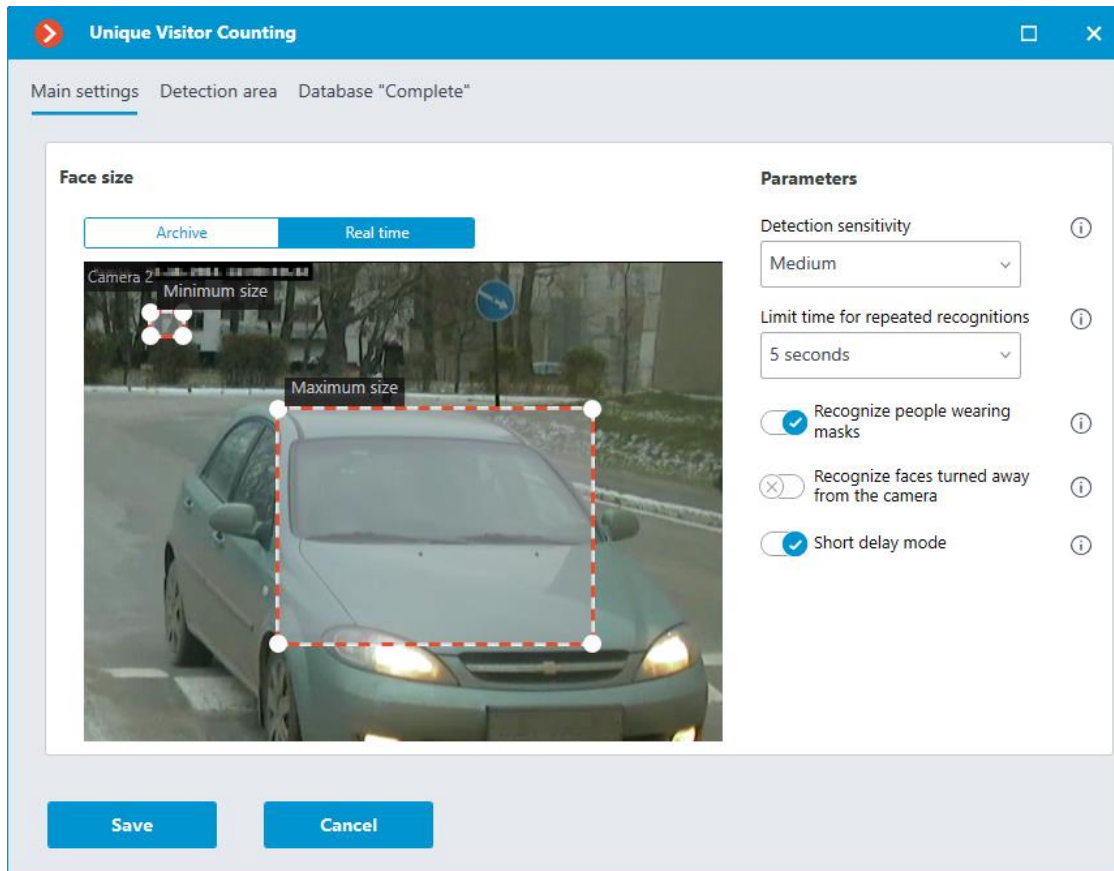 Unique Visitor Counting
Main settings Detection area Database "Complete"
Face size
Archive Real time
Camera 2
Minimum size
Maximum size
Parameters
Detection sensitivity
Medium
Limit time for repeated recognitions
5 seconds
Recognize people wearing
masks
Recognize faces turned away
from the camera
Short delay mode
Save Cancel